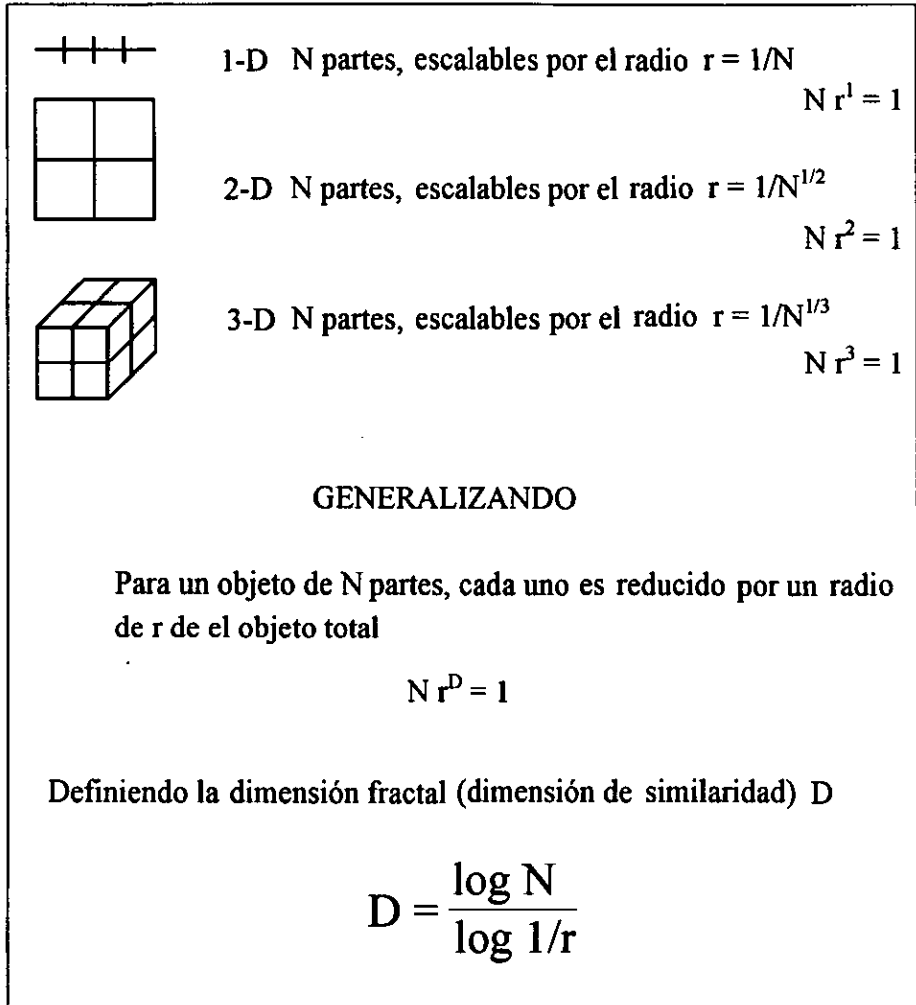 1-D N partes, escalables por el radio r = 1/N
N r¹ = 1
2-D N partes, escalables por el radio r = 1/N^{1/2}
N r² = 1
3-D N partes, escalables por el radio r = 1/N^{1/3}
N r³ = 1
GENERALIZANDO
Para un objeto de N partes, cada uno es reducido por un radio
de r de el objeto total
N r^D = 1
Definiendo la dimensión fractal (dimensión de similaridad) D
D = log N / log 1/r